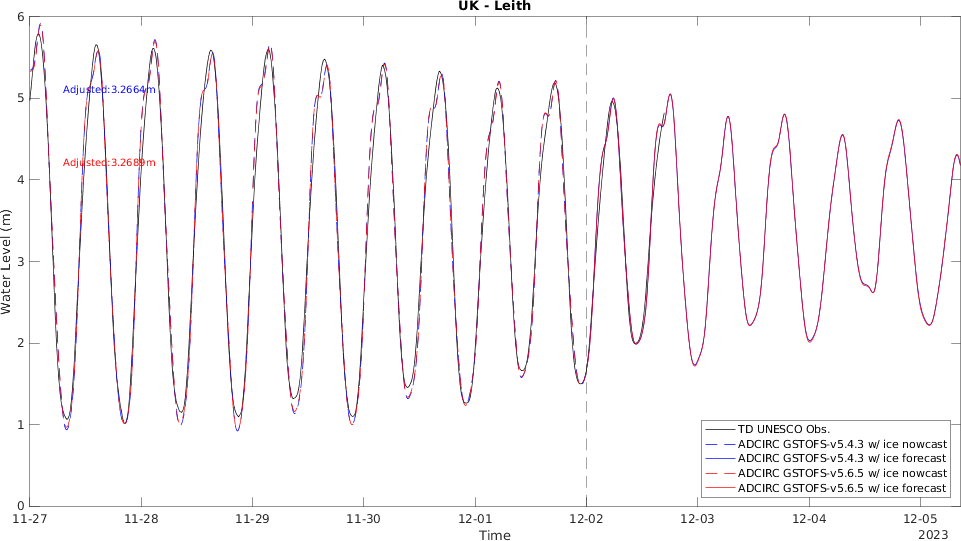 UK - Leith
6
5
4
3
2
1
0
Water Level (m)
Adjusted:3.2664m
Adjusted:3.2689m
TD UNESCO Obs.
ADCIRC GSTOFS-v5.4.3 w/ ice nowcast
ADCIRC GSTOFS-v5.4.3 w/ ice forecast
ADCIRC GSTOFS-v5.6.5 w/ ice nowcast
ADCIRC GSTOFS-v5.6.5 w/ ice forecast
11-27 11-28 11-29 11-30 12-01 12-02 12-03 12-04 12-05
Time
2023